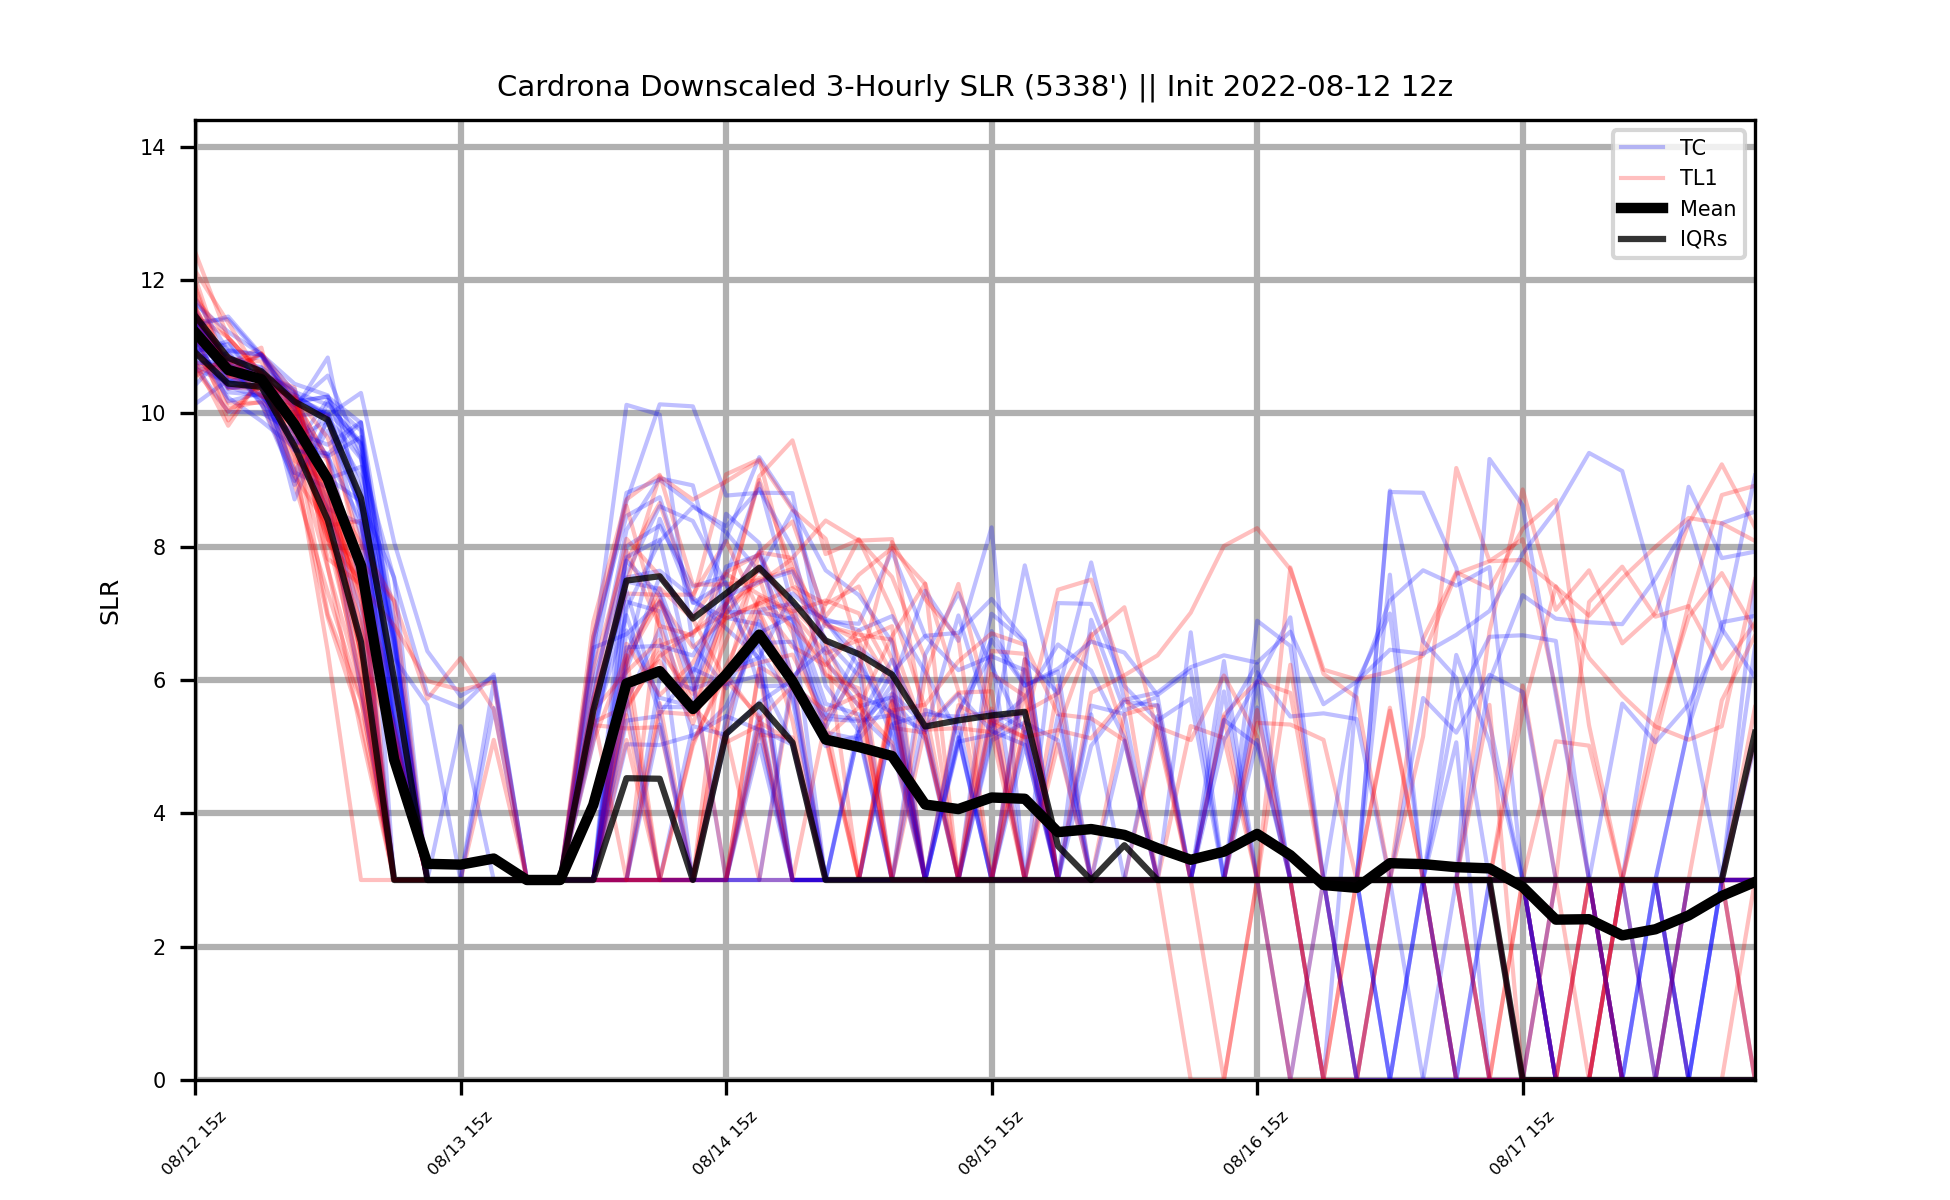 Cardrona Downscaled 3-Hourly SLR (5338') || Init 2022-08-12 12z
14
12
10
8
6
4
2
0
SLR
TC
TL1
Mean
IQRs
08/12 15z
08/13 15z
08/14 15z
08/15 15z
08/16 15z
08/17 15z